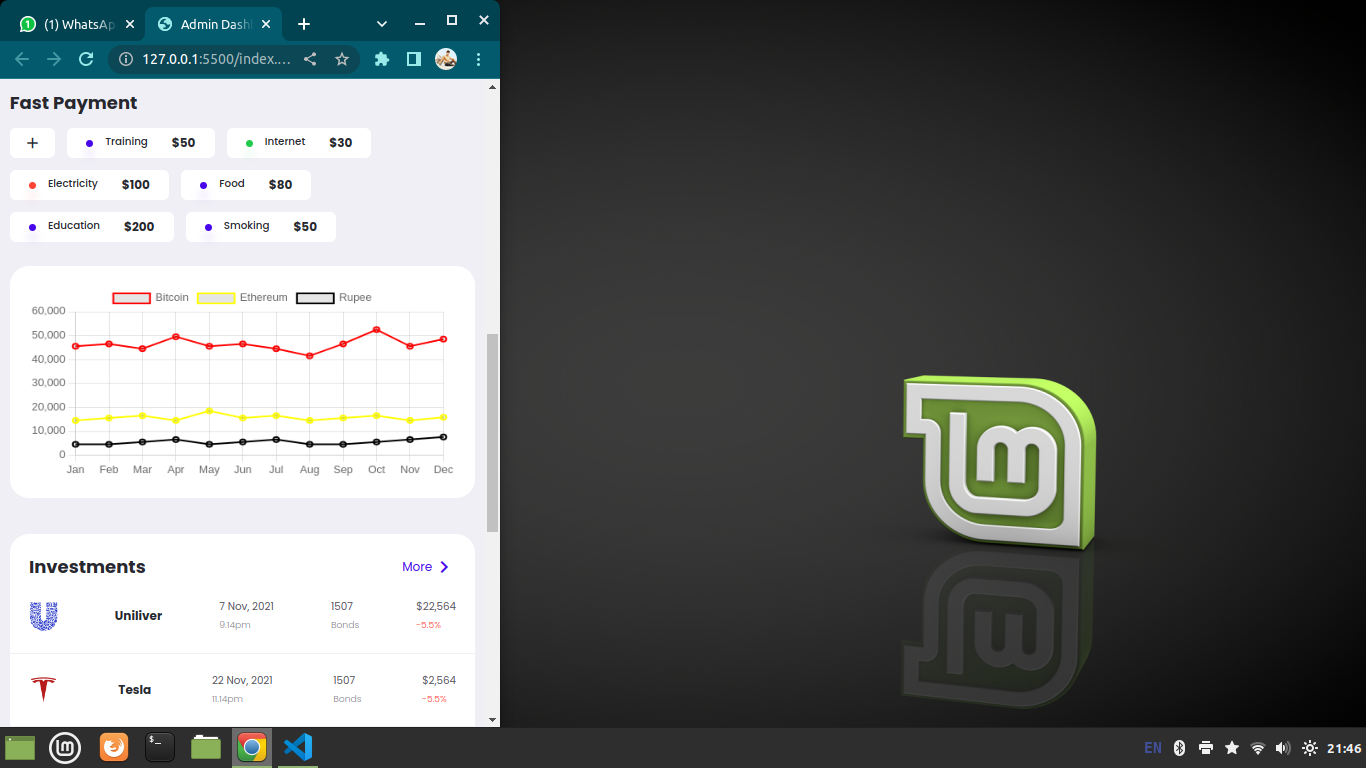 (1) WhatsAp
Admin Dash
127.0.0.1:5500/index....
Fast Payment
Training $50
Internet $30
Electricity $100
Food $80
Education $200
Smoking $50
Bitcoin Ethereum Rupee
60,000
50,000
40,000
30,000
20,000
10,000
0
Jan Feb Mar Apr May Jun Jul Aug Sep Oct Nov Dec
Investments More
Uniliver 7 Nov, 2021 1507 $22,564
9.14pm Bonds -5.5%
Tesla 22 Nov, 2021 1507 $2,564
11.14pm Bonds -5.5%
EN 21:46